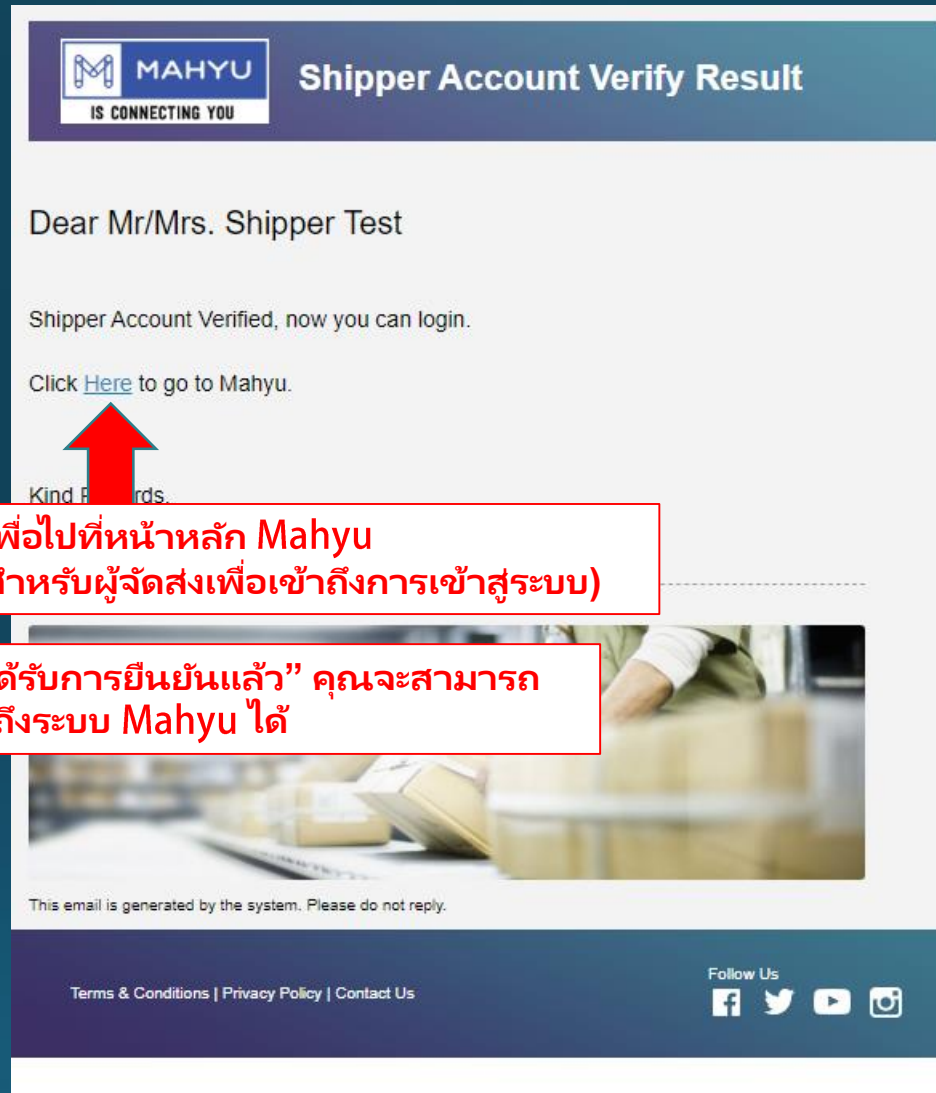 MAHYU
IS CONNECTING YOU
Shipper Account Verify Result
Dear Mr/Mrs. Shipper Test
Shipper Account Verified, now you can login.
Click Here to go to Mahyu.
Kind
พื่อไปที่หน้าหลัก Mahyu
สำหรับผู้จัดส่งเพื่อเข้าถึงการเข้าสู่ระบบ)
ด้รับการยืนยันแล้ว” คุณจะสามารถ
ถึงระบบ Mahyu ได้
This email is generated by the system. Please do not reply.
Terms & Conditions | Privacy Policy | Contact Us
Follow Us